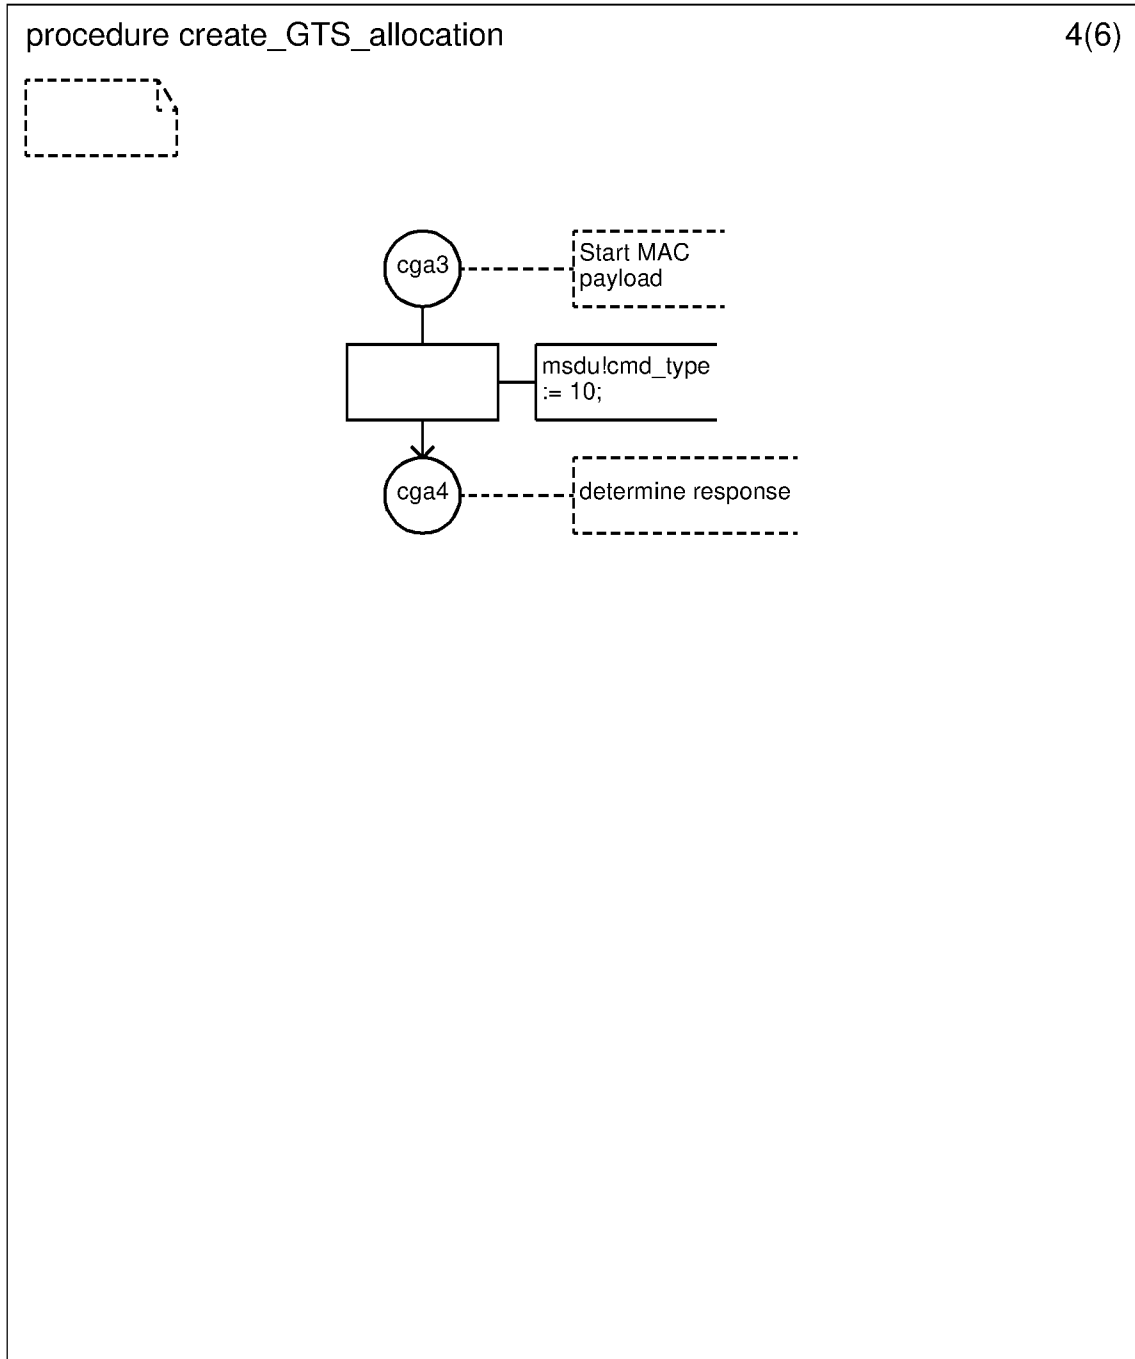 procedure create_GTS_allocation
4(6)
cga3
Start MAC
payload
msdu!cmd_type
:= 10;
cga4
determine response